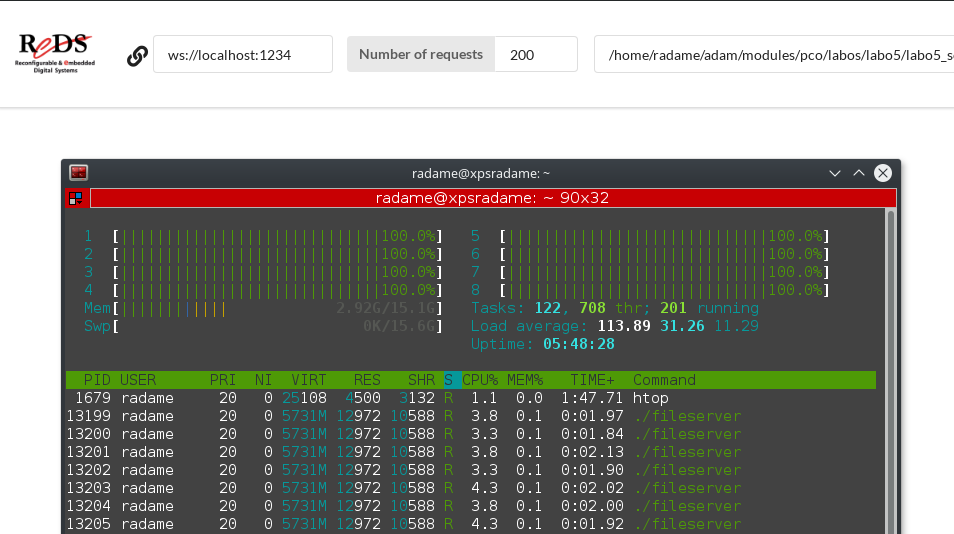 ReDS
Reconfigurable & embedded
Digital Systems
ws://localhost:1234
Number of requests 200
/home/radame/adam/modules/pco/labos/labo5/labo5_s
radame@xpsradame: ~
radame@xpsradame: ~ 90x32
1 [||||||||||||||||||||||||||||100.0%] 5 [||||||||||||||||||||||||||||100.0%]
2 [||||||||||||||||||||||||||||100.0%] 6 [||||||||||||||||||||||||||||100.0%]
3 [||||||||||||||||||||||||||||100.0%] 7 [||||||||||||||||||||||||||||100.0%]
4 [||||||||||||||||||||||||||||100.0%] 8 [||||||||||||||||||||||||||||100.0%]
Mem[|||||||||||| 2.92G/15.1G] Tasks: 122, 708 thr; 201 running
Swp[ 0K/15.6G] Load average: 113.89 31.26 11.29
Uptime: 05:48:28
PID USER PRI NI VIRT RES SHR S CPU% MEM% TIME+ Command
1679 radame 20 0 25108 4500 3132 R 1.1 0.0 1:47.71 htop
13199 radame 20 0 5731M 12972 10588 R 3.8 0.1 0:01.97 ./fileserver
13200 radame 20 0 5731M 12972 10588 R 3.3 0.1 0:01.84 ./fileserver
13201 radame 20 0 5731M 12972 10588 R 3.8 0.1 0:02.13 ./fileserver
13202 radame 20 0 5731M 12972 10588 R 3.3 0.1 0:01.90 ./fileserver
13203 radame 20 0 5731M 12972 10588 R 4.3 0.1 0:02.02 ./fileserver
13204 radame 20 0 5731M 12972 10588 R 3.8 0.1 0:02.00 ./fileserver
13205 radame 20 0 5731M 12972 10588 R 4.3 0.1 0:01.92 ./fileserver